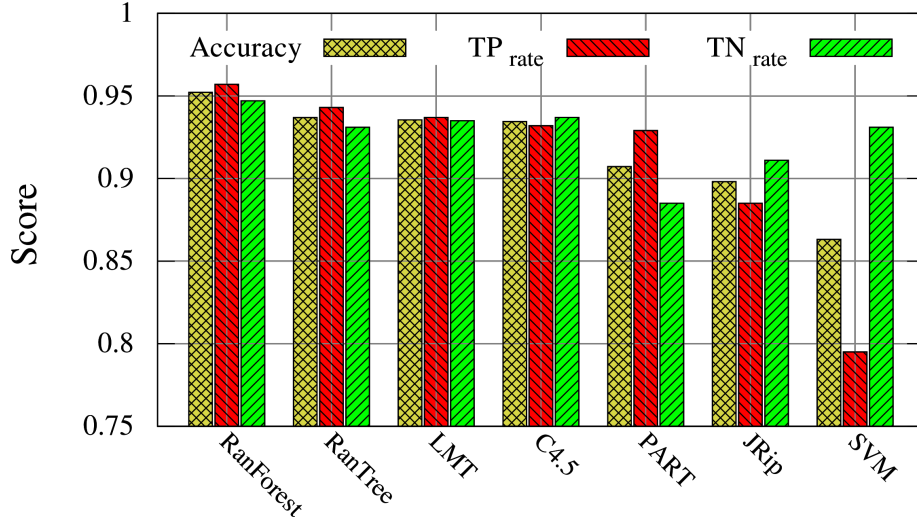 1
Accuracy TP rate TN rate
0.95
0.9
0.85
0.8
0.75
Score
RanForest RanTree LMT C4.5 PART JRip SVM